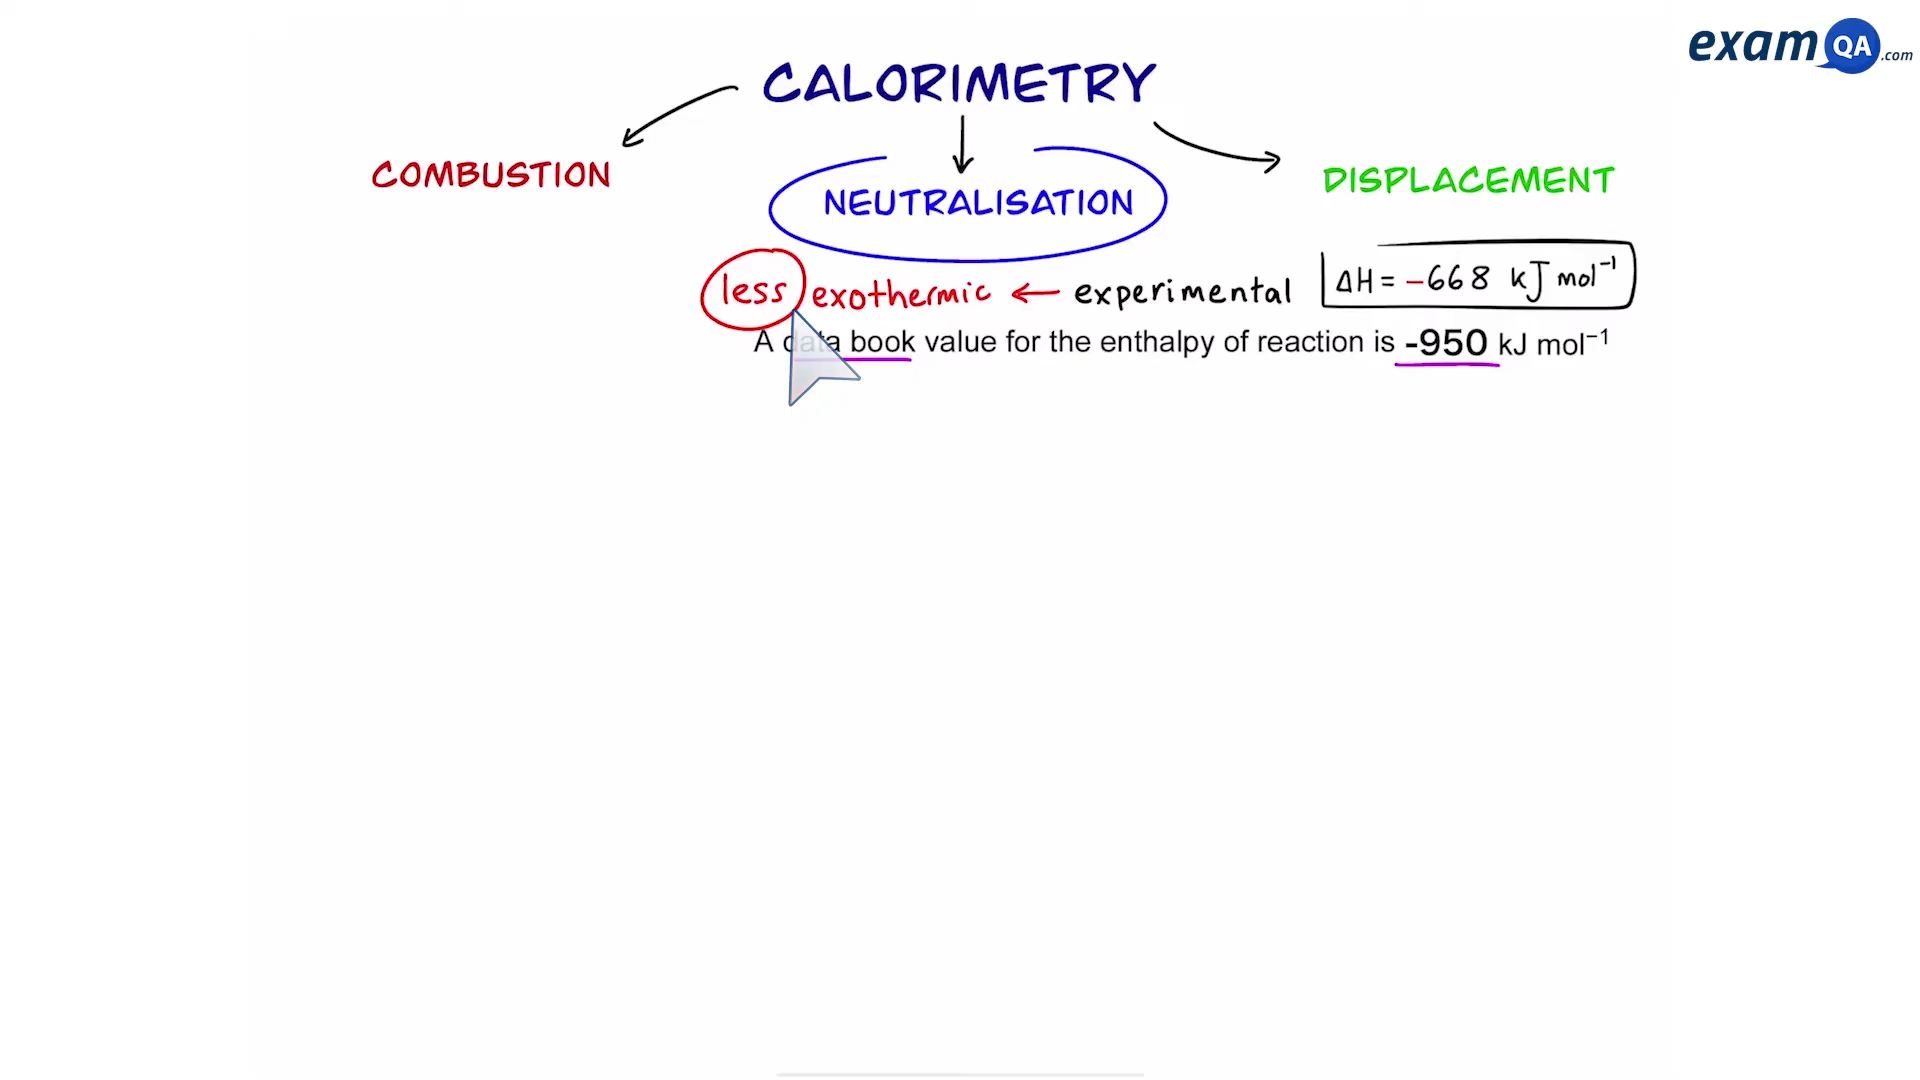 examQA.com
CALORIMETRY
COMBUSTION
NEUTRALISATION
DISPLACEMENT
less exothermic ← experimental ΔH = -668 kJ mol⁻¹
A data book value for the enthalpy of reaction is -950 kJ mol⁻¹